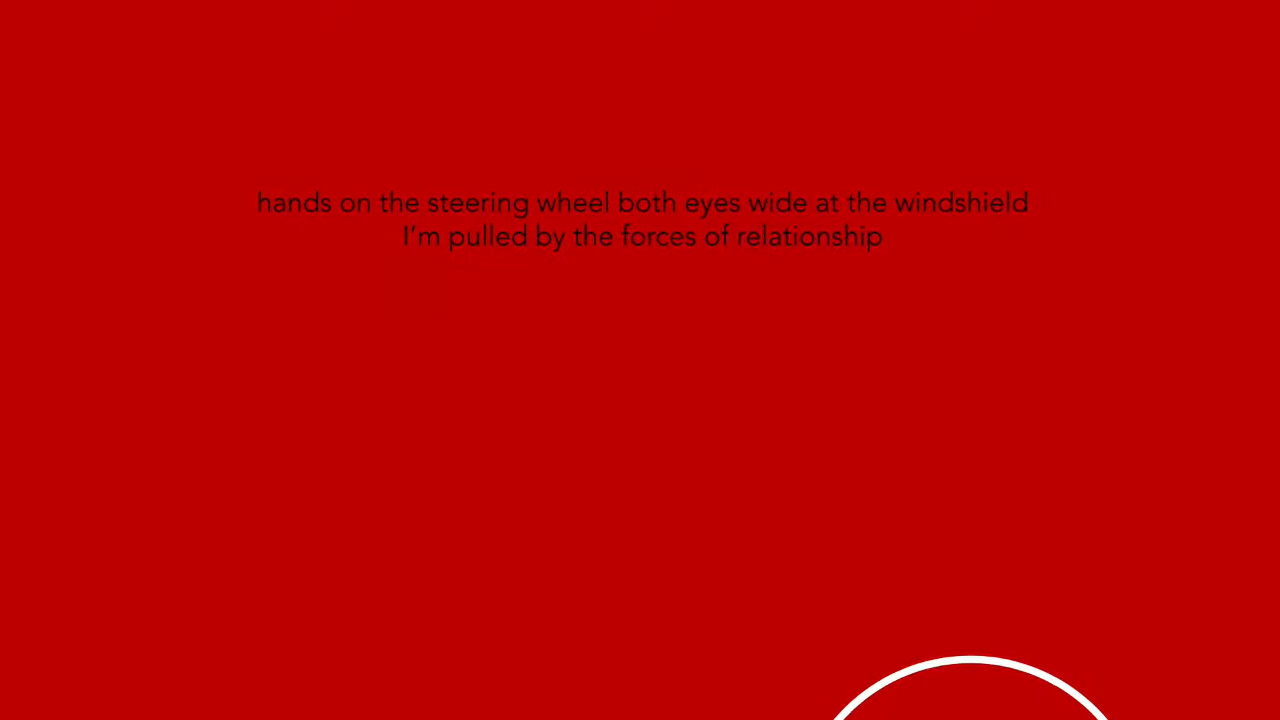 hands on the steering wheel both eyes wide at the windshield
I’m pulled by the forces of relationship